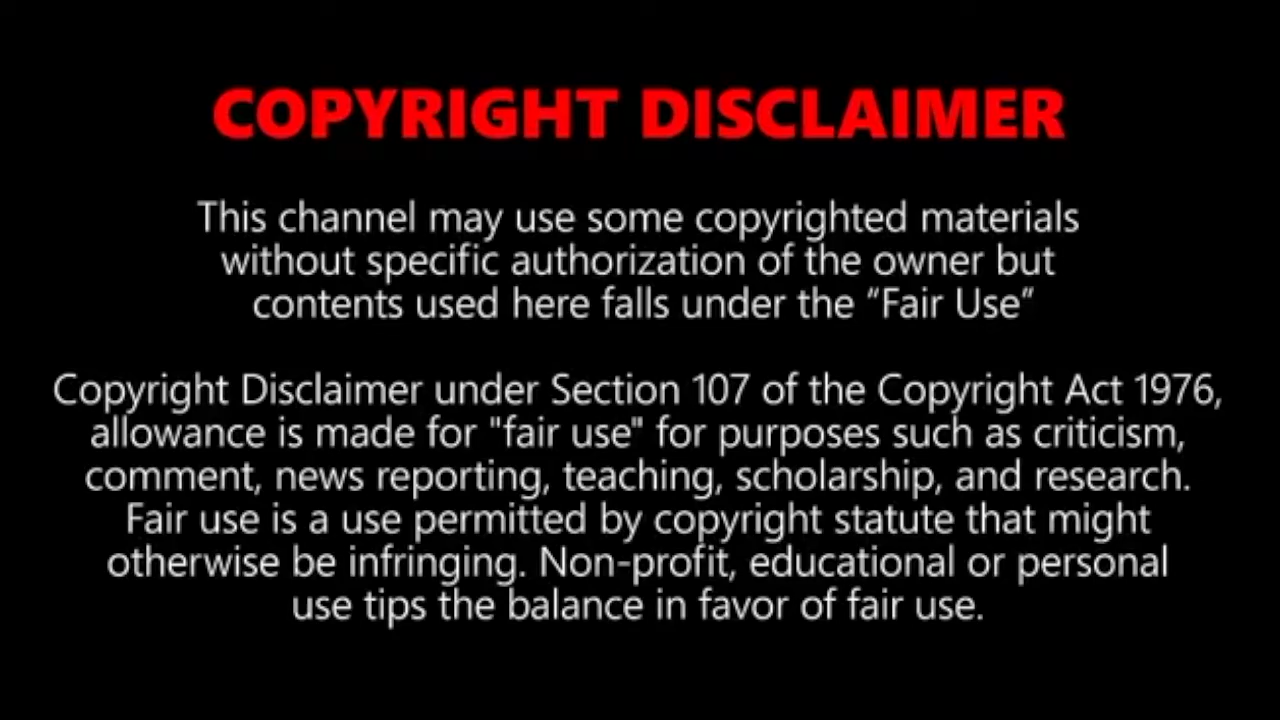 COPYRIGHT DISCLAIMER
This channel may use some copyrighted materials
without specific authorization of the owner but
contents used here falls under the “Fair Use”
Copyright Disclaimer under Section 107 of the Copyright Act 1976,
allowance is made for "fair use" for purposes such as criticism,
comment, news reporting, teaching, scholarship, and research.
Fair use is a use permitted by copyright statute that might
otherwise be infringing. Non-profit, educational or personal
use tips the balance in favor of fair use.